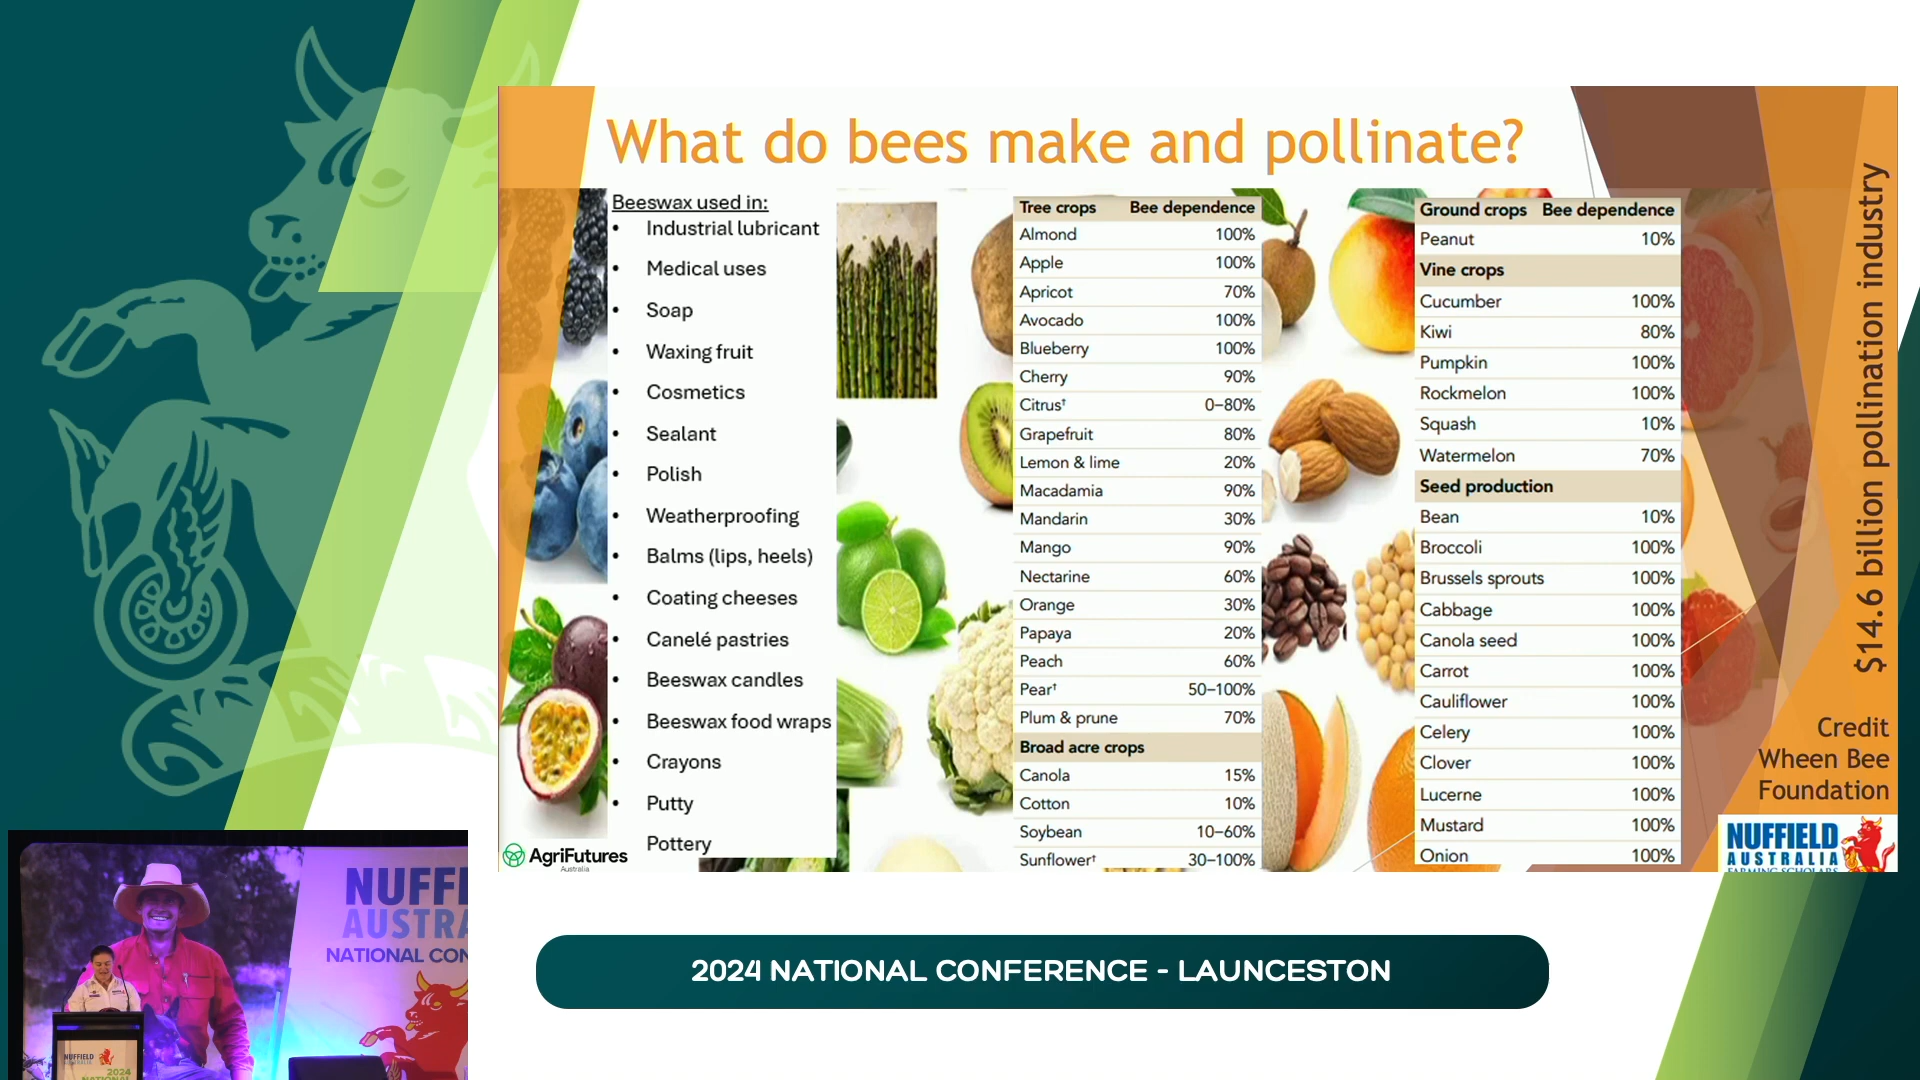 What do bees make and pollinate?
Beeswax used in:
• Industrial lubricant
• Medical uses
• Soap
• Waxing fruit
• Cosmetics
• Sealant
• Polish
• Weatherproofing
• Balms (lips, heels)
• Coating cheeses
• Canelé pastries
• Beeswax candles
• Beeswax food wraps
• Crayons
• Putty
Pottery
Tree crops Bee dependence
Almond 100%
Apple 100%
Apricot 70%
Avocado 100%
Blueberry 100%
Cherry 90%
Citrus† 0–80%
Grapefruit 80%
Lemon & lime 20%
Macadamia 90%
Mandarin 30%
Mango 90%
Nectarine 60%
Orange 30%
Papaya 20%
Peach 60%
Pear† 50–100%
Plum & prune 70%
Broad acre crops
Canola 15%
Cotton 10%
Soybean 10–60%
Sunflower† 30–100%
Ground crops Bee dependence
Peanut 10%
Vine crops
Cucumber 100%
Kiwi 80%
Pumpkin 100%
Rockmelon 100%
Squash 10%
Watermelon 70%
Seed production
Bean 10%
Broccoli 100%
Brussels sprouts 100%
Cabbage 100%
Canola seed 100%
Carrot 100%
Cauliflower 100%
Celery 100%
Clover 100%
Lucerne 100%
Mustard 100%
Onion 100%
$14.6 billion pollination industry
Credit
Wheen Bee
Foundation
AgriFutures
Australia
NUFFIELD
AUSTRALIA
FARMING SCHOLARS
NUFFI
AUSTRA
NATIONAL CON
NUFFIELD
2024
NATIONAL
2024 NATIONAL CONFERENCE - LAUNCESTON